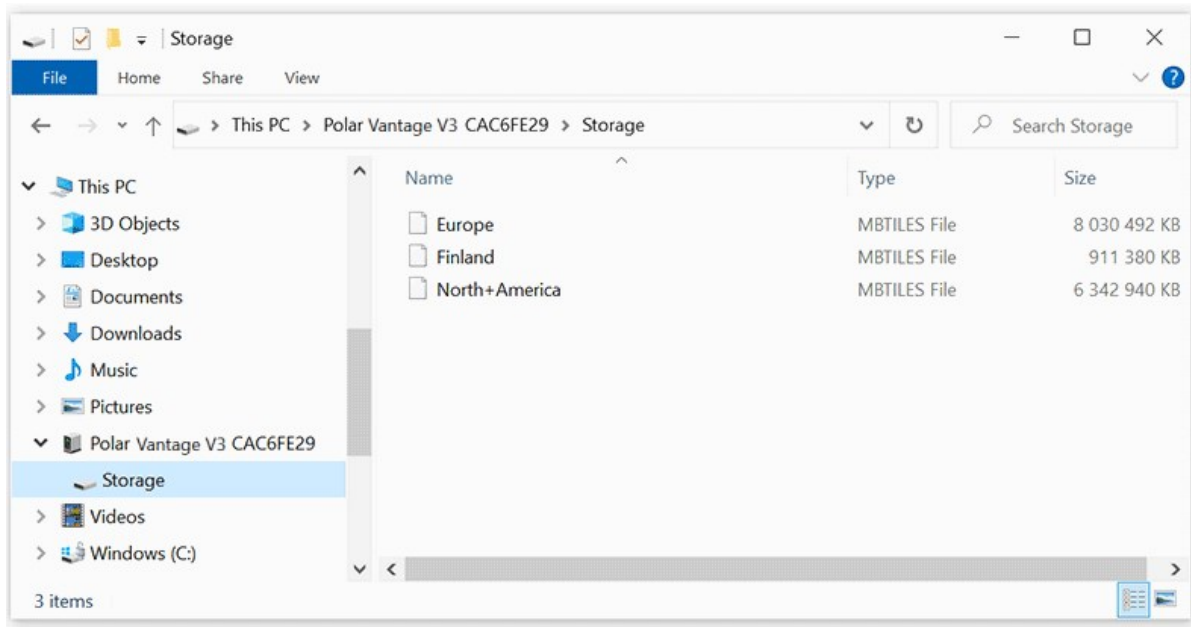 Storage
File Home Share View
This PC > Polar Vantage V3 CAC6FE29 > Storage
Search Storage
This PC
3D Objects
Desktop
Documents
Downloads
Music
Pictures
Polar Vantage V3 CAC6FE29
Storage
Videos
Windows (C:)
Name Type Size
Europe MBTILES File 8 030 492 KB
Finland MBTILES File 911 380 KB
North+America MBTILES File 6 342 940 KB
3 items